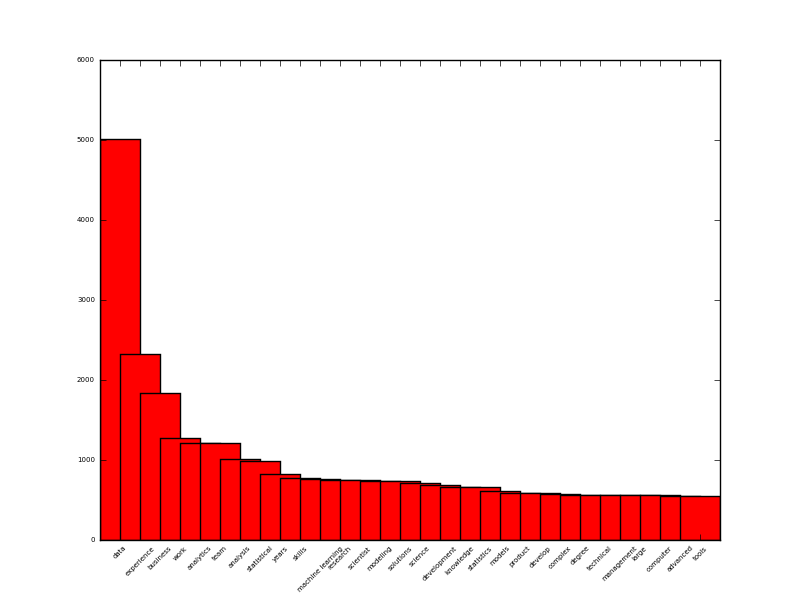 6000
5000
4000
3000
2000
1000
0
data
experience
business
work
analytics
team
analysis
statistical
years
skills
machine learning
research
scientist
modeling
solutions
science
development
knowledge
statistics
models
product
develop
complex
degree
technical
management
large
computer
advanced
tools